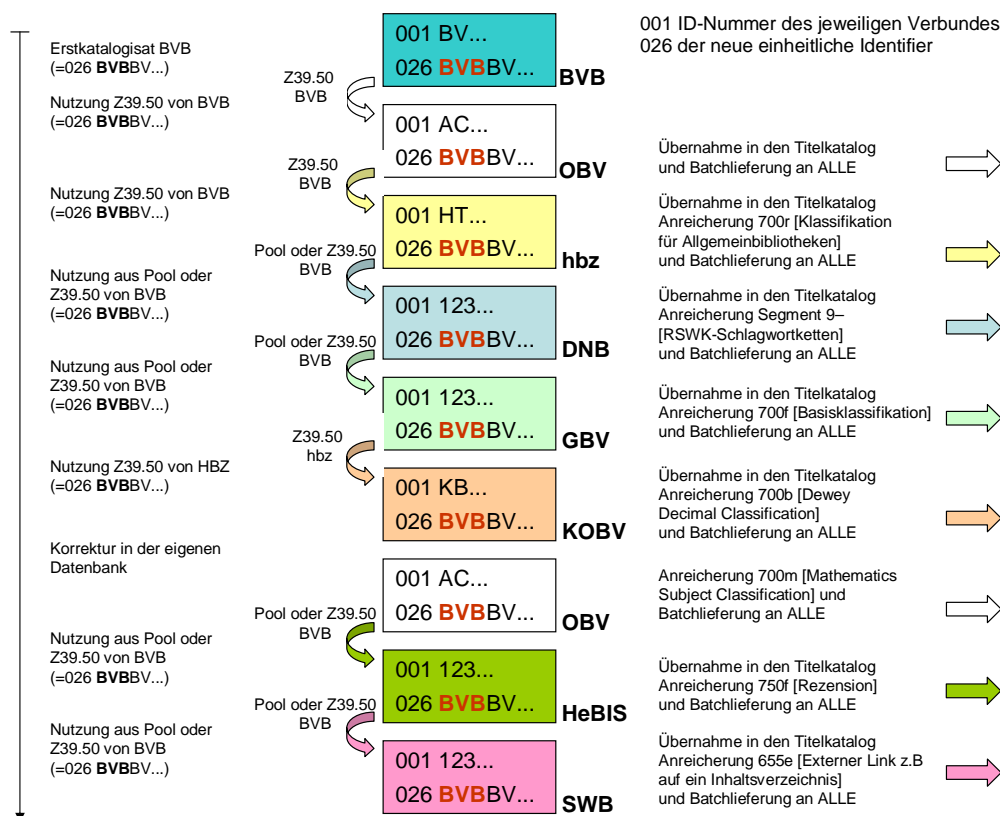 001 ID-Nummer des jeweiligen Verbundes
026 der neue einheitliche Identifier
Erstkatalogisat BVB
(=026 BVBBV...)
001 BV...
026 BVBBV...
BVB
Nutzung Z39.50 von BVB
(=026 BVBBV...)
Z39.50
BVB
001 AC...
026 BVBBV...
OBV
Übernahme in den Titelkatalog
und Batchlieferung an ALLE
Nutzung Z39.50 von BVB
(=026 BVBBV...)
Z39.50
BVB
001 HT...
026 BVBBV...
hbz
Übernahme in den Titelkatalog
Anreicherung 700r [Klassifikation
für Allgemeinbibliotheken]
und Batchlieferung an ALLE
Nutzung aus Pool oder
Z39.50 von BVB
(=026 BVBBV...)
Pool oder Z39.50
BVB
001 123...
026 BVBBV...
DNB
Übernahme in den Titelkatalog
Anreicherung Segment 9–
[RSWK-Schlagwortketten]
und Batchlieferung an ALLE
Nutzung aus Pool oder
Z39.50 von BVB
(=026 BVBBV...)
Pool oder Z39.50
BVB
001 123...
026 BVBBV...
GBV
Übernahme in den Titelkatalog
Anreicherung 700f [Basisklassifikation]
und Batchlieferung an ALLE
Nutzung Z39.50 von HBZ
(=026 BVBBV...)
Z39.50
hbz
001 KB...
026 BVBBV...
KOBV
Übernahme in den Titelkatalog
Anreicherung 700b [Dewey
Decimal Classification]
und Batchlieferung an ALLE
Korrektur in der eigenen
Datenbank
001 AC...
026 BVBBV...
OBV
Anreicherung 700m [Mathematics
Subject Classification] und
Batchlieferung an ALLE
Nutzung aus Pool oder
Z39.50 von BVB
(=026 BVBBV...)
Pool oder Z39.50
BVB
001 123...
026 BVBBV...
HeBIS
Übernahme in den Titelkatalog
Anreicherung 750f [Rezension]
und Batchlieferung an ALLE
Nutzung aus Pool oder
Z39.50 von BVB
(=026 BVBBV...)
Pool oder Z39.50
BVB
001 123...
026 BVBBV...
SWB
Übernahme in den Titelkatalog
Anreicherung 655e [Externer Link z.B
auf ein Inhaltsverzeichnis]
und Batchlieferung an ALLE